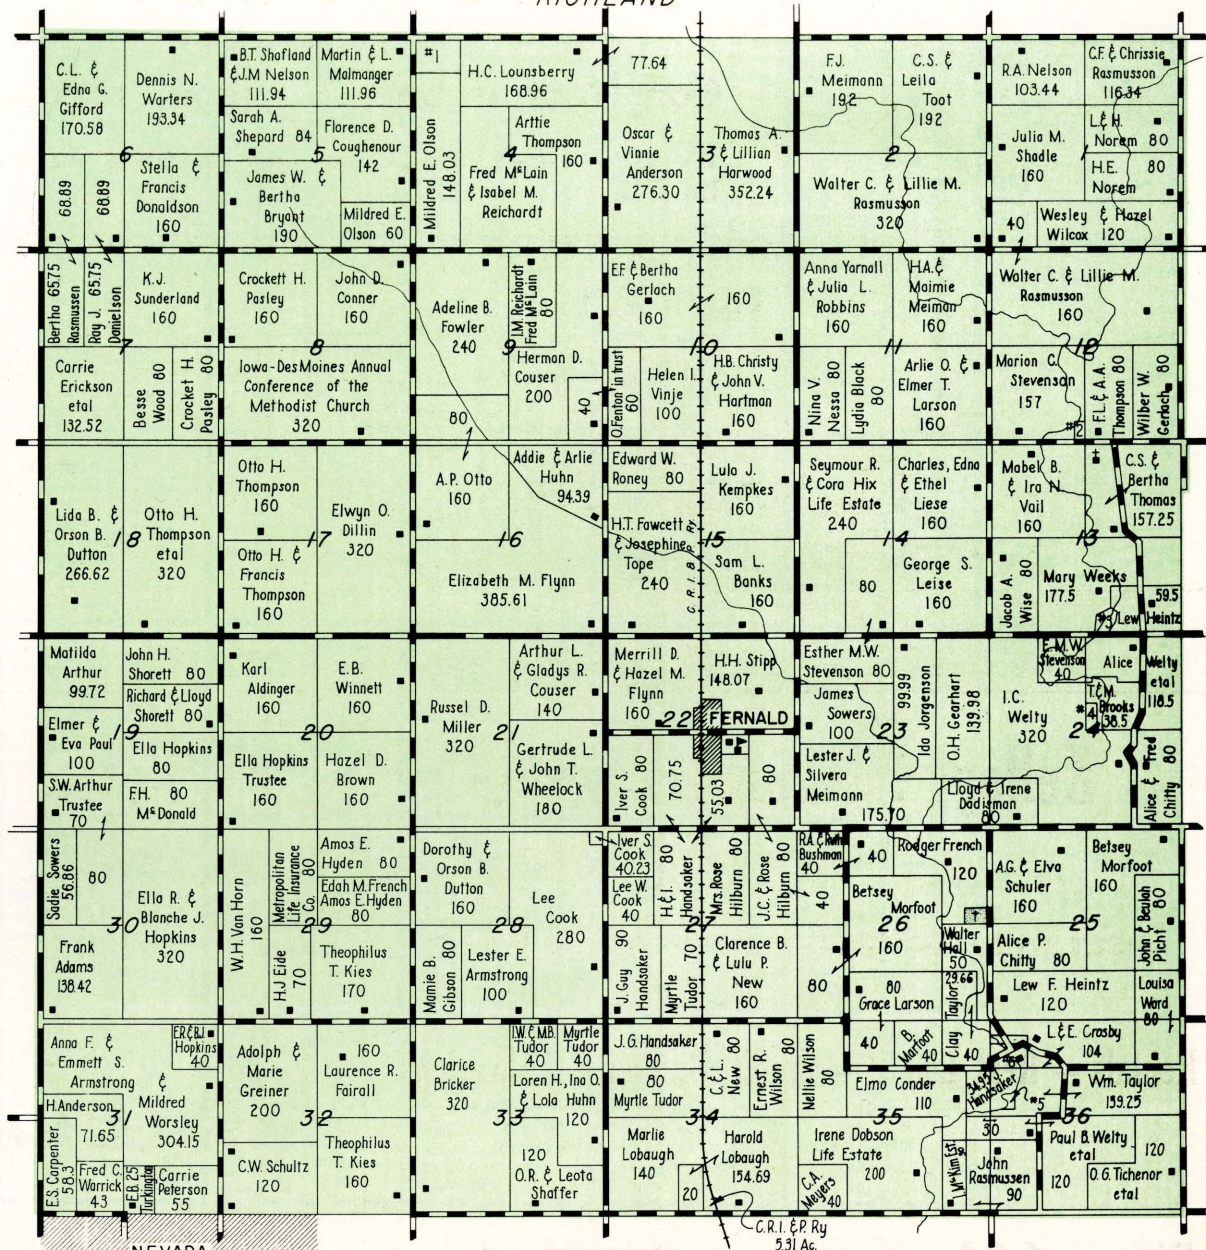 RICHLAND
C.L. &
Edna G.
Gifford
170.58
Dennis N.
Warters
193.34
68.89
68.89
Stella &
Francis
Donaldson
160
6
B.T. Shafland
& J.M Nelson
111.94
Martin & L.
Malmanger
111.96
Sarah A.
Shepard 84
Florence D.
Coughenour
142
5
James W. &
Bertha
Bryant
190
Mildred E.
Olson 60
#1
Mildred E. Olson
148.03
H.C. Lounsberry
168.96
Arttie
Thompson
160
4
Fred McLain
& Isabel M.
Reichardt
77.64
Oscar &
Vinnie
Anderson
276.30
Thomas A.
& Lillian
Harwood
352.24
3
F.J.
Meimann
192
C.S. &
Leila
Toot
192
2
Walter C. & Lillie M.
Rasmusson
320
R.A. Nelson
103.44
C.F. & Chrissie
Rasmusson
116.34
Julia M.
Shadle
160
L. & H.
Norem 80
1
H.E. 80
Norem
40
Wesley & Hazel
Wilcox 120
Bertha 65.75
Rasmussen
Ray J. 65.75
Danielson
K.J.
Sunderland
160
7
Carrie
Erickson
etal
132.52
Besse
Wood 80
Crocket H.
Pasley 80
Crockett H.
Pasley
160
John D.
Conner
160
8
Iowa-Des Moines Annual
Conference of the
Methodist Church
320
Adeline B.
Fowler
240
I.M. Reichardt
Fred McLain
80
9
Herman D.
Couser
200
80
40
E.F. & Bertha
Gerlach
160
160
10
O. Fenton in trust
60
Helen I.
Vinje
100
H.B. Christy
& John V.
Hartman
160
Anna Yarnall
& Julia L.
Robbins
160
H.A. &
Maimie
Meiman
160
11
Nina V.
Nessa 80
Lydia Black
80
Arlie O. &
Elmer T.
Larson
160
Walter C. & Lillie M.
Rasmusson
160
12
Marion C.
Stevenson
157
#2
F.L. & A.A.
Thompson 80
Wilber W.
Gerlach 80
Lida B. &
Orson B.
Dutton
266.62
18
Otto H.
Thompson
etal
320
Otto H.
Thompson
160
Elwyn O.
Dillin
320
17
Otto H. &
Francis
Thompson
160
A.P. Otto
160
Addie & Arlie
Huhn
94.39
16
Elizabeth M. Flynn
385.61
Edward W.
Roney 80
Lula J.
Kempkes
160
H.T. Fawcett
& Josephine
Tope
240
C.R.I. & P. Ry
15
Sam L.
Banks
160
Seymour R.
& Cora Hix
Life Estate
240
Charles, Edna
& Ethel
Liese
160
14
80
George S.
Leise
160
Mabel B.
& Ira N.
Vail
160
C.S. &
Bertha
Thomas
157.25
13
Jacob A.
Wise 80
Mary Weeks
177.5
59.5
#3 Lew Heintz
Matilda
Arthur
99.72
John H.
Shorett 80
Richard & Lloyd
Shorett 80
Elmer &
Eva Paul
100
19
Ella Hopkins
80
S.W. Arthur
Trustee
70
F.H. 80
McDonald
Karl
Aldinger
160
E.B.
Winnett
160
20
Ella Hopkins
Trustee
160
Hazel D.
Brown
160
Russel D.
Miller
320
Arthur L.
& Gladys R.
Couser
140
21
Gertrude L.
& John T.
Wheelock
180
Merrill D.
& Hazel M.
Flynn
160
H.H. Stipp
148.07
22 FERNALD
Iver S.
Cook 80
70.75
55.03
80
Esther M.W.
Stevenson 80
James
Sowers
100
99.99
Ida Jorgenson
O.H. Gearhart
139.98
23
Lester J. &
Silvera
Meimann
175.70
Lloyd & Irene
Dadisman
80
E.M.W.
Stevenson
40
Alice
Welty
etal
118.5
I.C.
Welty
320
#4
T. & M.
Brooks
38.5
24
Alice & Fred
Chitty 80
Sadie Sowers
56.86
80
Ella R. &
Blanche J.
Hopkins
320
30
Frank
Adams
138.42
W.H. Van Horn
160
Metropolitan
Life Insurance
Co. 80
Amos E.
Hyden 80
Edah M. French
Amos E. Hyden
80
29
H.J. Eide
70
Theophilus
T. Kies
170
Dorothy &
Orson B.
Dutton
160
Lee
Cook
280
28
Mamie B.
Gibson 80
Lester E.
Armstrong
100
Iver S.
Cook
40.23
Lee W.
Cook
40
H. & I. 80
Handsaker
Mrs. Rose
Hilburn 80
J.C. & Rose
Hilburn 80
27
J. Guy 90
Handsaker
Myrtle
Tudor 70
Clarence B.
& Lulu P.
New
160
R.A. & Ruth
Bushman
40
40
80
40
Rodger French
120
Betsey
Morfoot
160
26
Walter
Hall
50
80
Grace Larson
29.66
Clay Taylor
40
40
B.
Morfoot
40
A.G. & Elva
Schuler
160
Betsey
Morfoot
160
25
Alice P.
Chitty 80
John & Beulah
Picht 80
Lew F. Heintz
120
Louisa
Ward
80
L. & E. Crosby
104
Anna F. &
Emmett S.
Armstrong &
Mildred
Worsley
304.15
F.R. & B.J.
Hopkins
40
H. Anderson
71.65
31
E.S. Carpenter
58.3
Fred C.
Warrick
43
E.B. 25
Turkington
Carrie
Peterson
55
Adolph &
Marie
Greiner
200
160
Laurence R.
Fairall
32
C.W. Schultz
120
Theophilus
T. Kies
160
Clarice
Bricker
320
I.W. & M.B.
Tudor
40
Myrtle
Tudor
40
Loren H., Ina O.
& Lola Huhn
120
33
120
O.R. & Leota
Shaffer
J.G. Handsaker
80
80
Myrtle Tudor
C. & L.
New 80
Ernest R.
Wilson 80
34
Marlie
Lobaugh
140
20
Harold
Lobaugh
154.69
Nellie Wilson
80
Elmo Conder
110
35
Irene Dobson
Life Estate
200
C.A.
Meyers
40
Handsaker
#5
Wm. Taylor
139.25
30
36
John
Rasmussen
90
Paul B. Welty
etal
120
120
O.G. Tichenor
etal
NEVADA
C.R.I. & P. Ry
5.31 Ac.